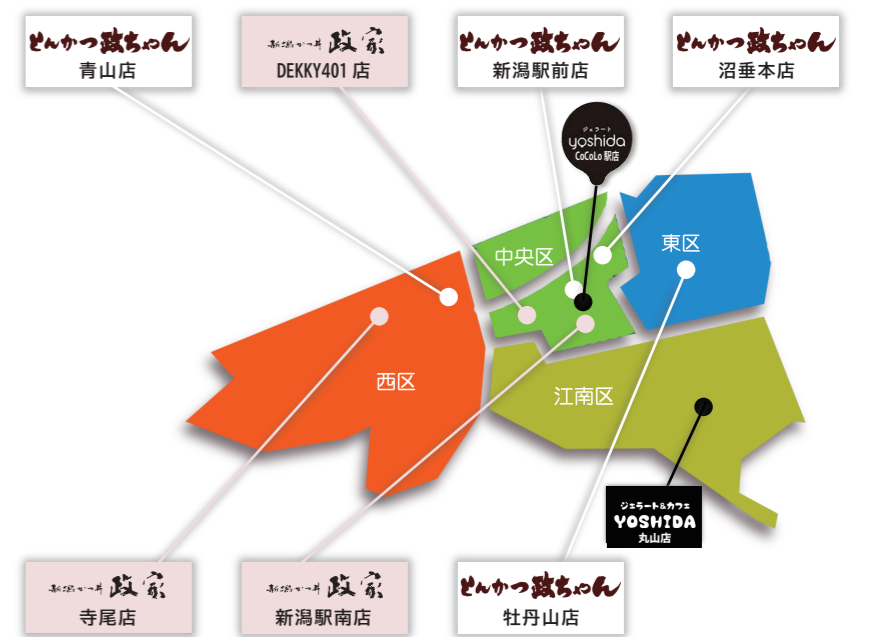 とんかつ政ちゃん
青山店
新潟かつ丼 政家
DEKKY401 店
とんかつ政ちゃん
新潟駅前店
とんかつ政ちゃん
沼垂本店
ジェラート
yoshida
CoCoLo 駅店
中央区
東区
西区
江南区
ジェラート&カフェ
YOSHIDA
丸山店
新潟かつ丼 政家
寺尾店
新潟かつ丼 政家
新潟駅南店
とんかつ政ちゃん
牡丹山店